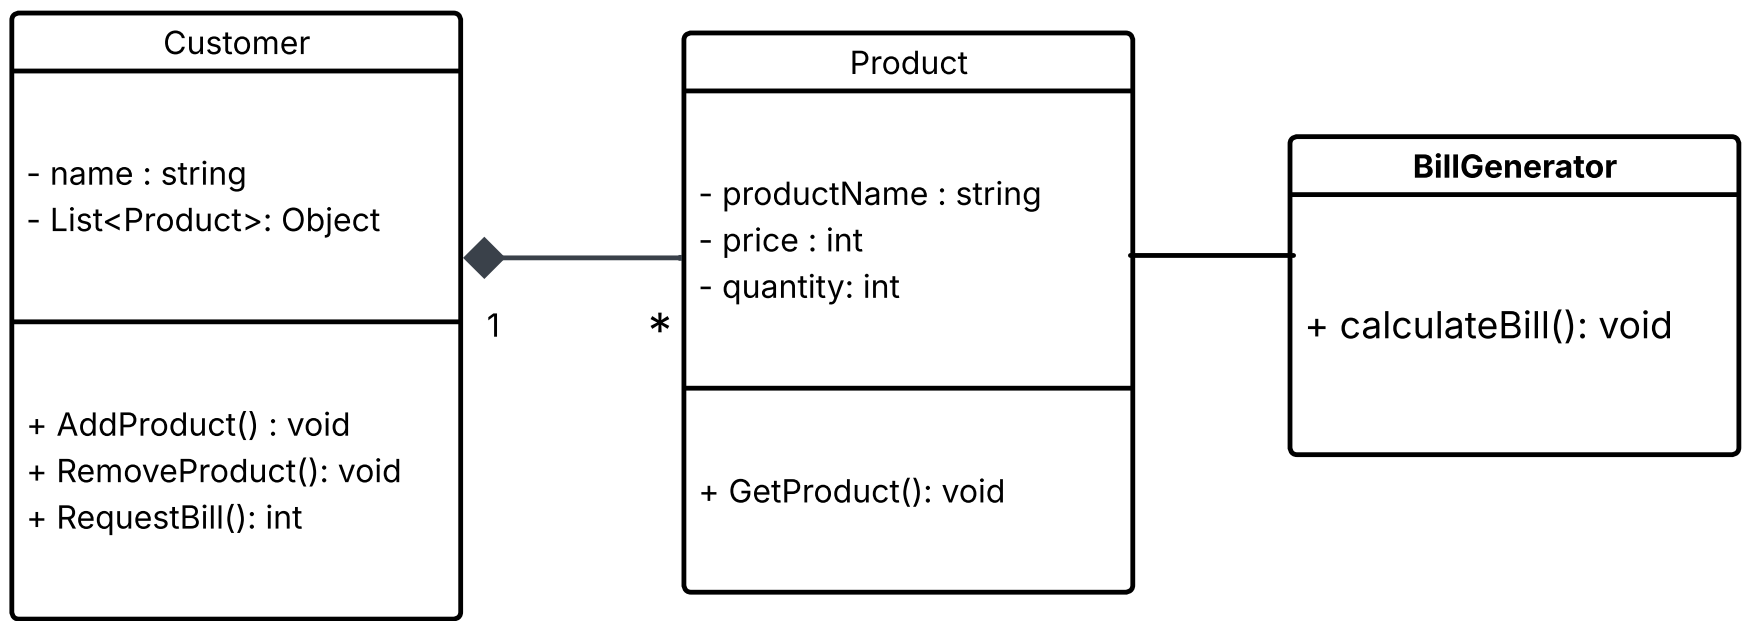 Customer
- name : string
- List<Product>: Object
+ AddProduct() : void
+ RemoveProduct(): void
+ RequestBill(): int
1
*
Product
- productName : string
- price : int
- quantity: int
+ GetProduct(): void
BillGenerator
+ calculateBill(): void